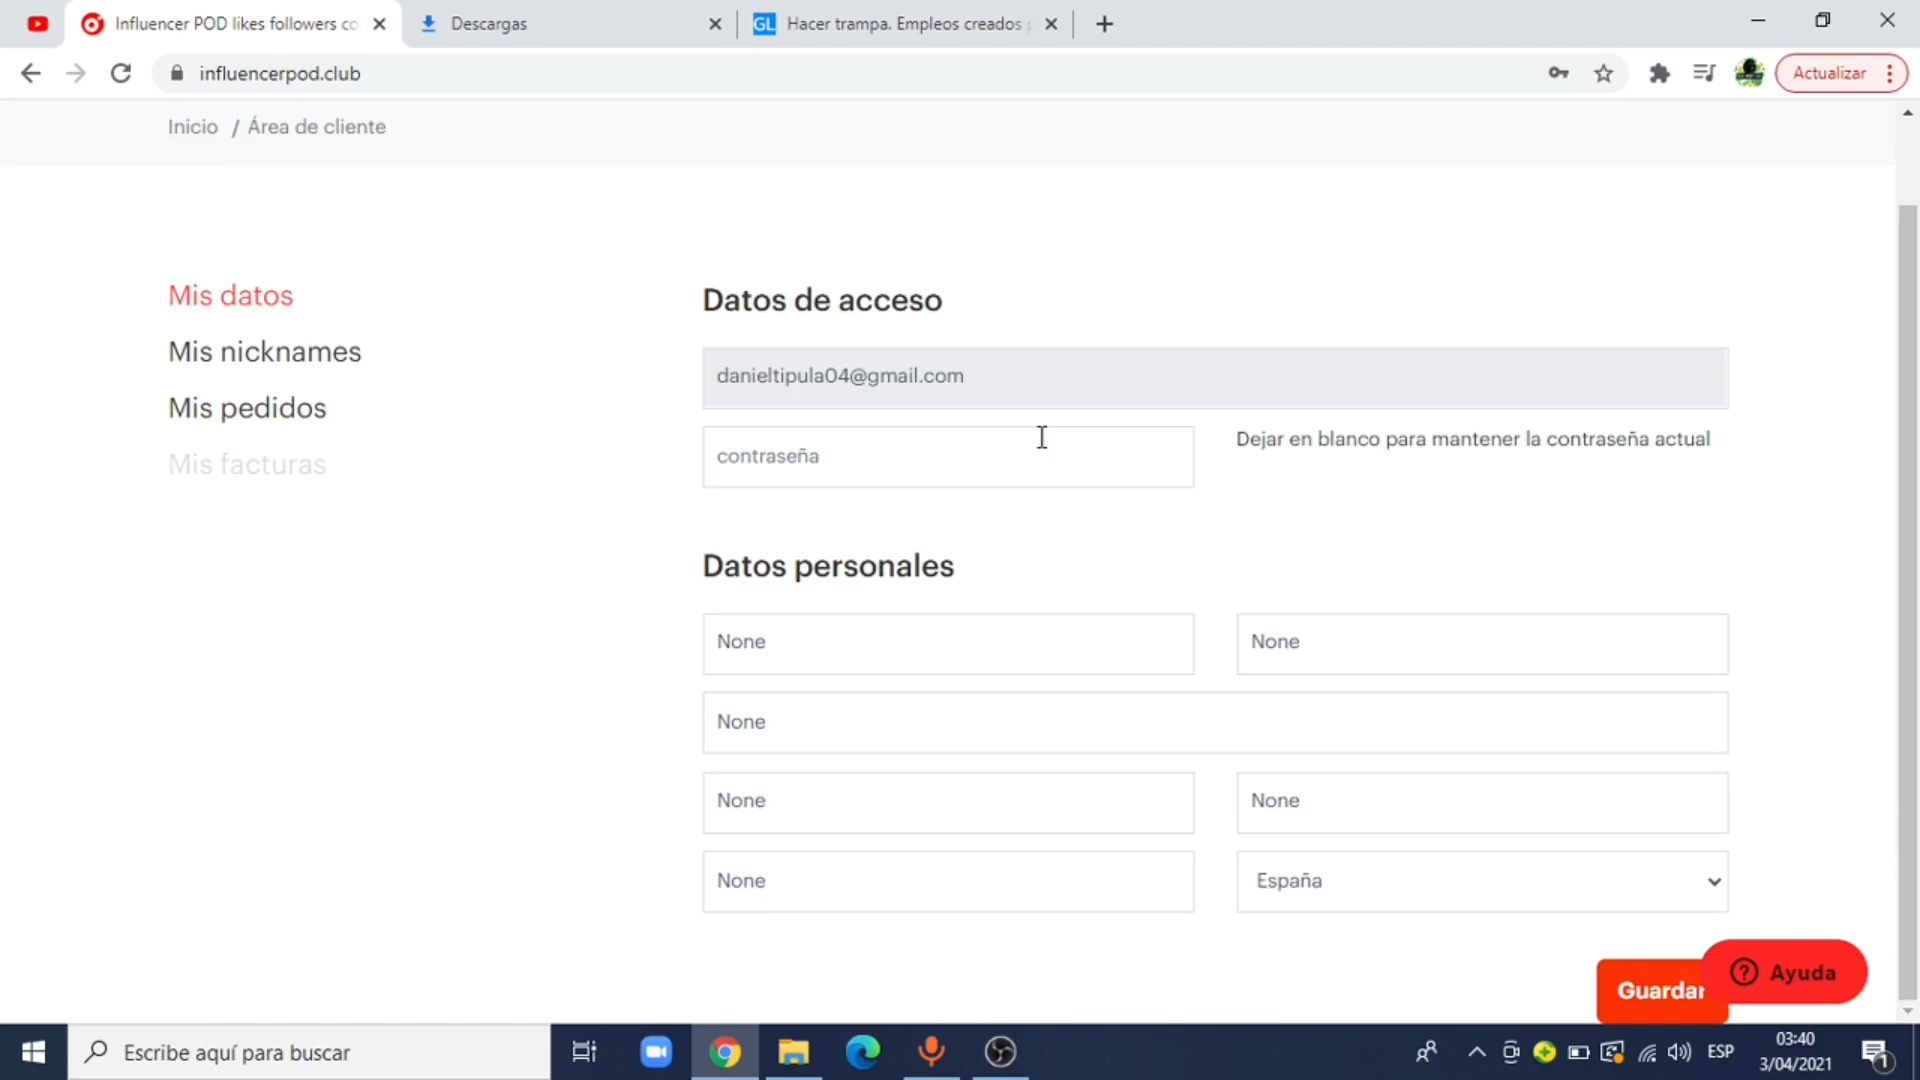 Influencer POD likes followers co
Descargas
GL
Hacer trampa. Empleos creados p
influencerpod.club
Actualizar
Inicio / Área de cliente
Mis datos
Mis nicknames
Mis pedidos
Mis facturas
Datos de acceso
danieltipula04@gmail.com
contraseña
Dejar en blanco para mantener la contraseña actual
Datos personales
None
None
None
None
None
None
España
Guardar
Ayuda
Escribe aquí para buscar
ESP
03:40
3/04/2021
1